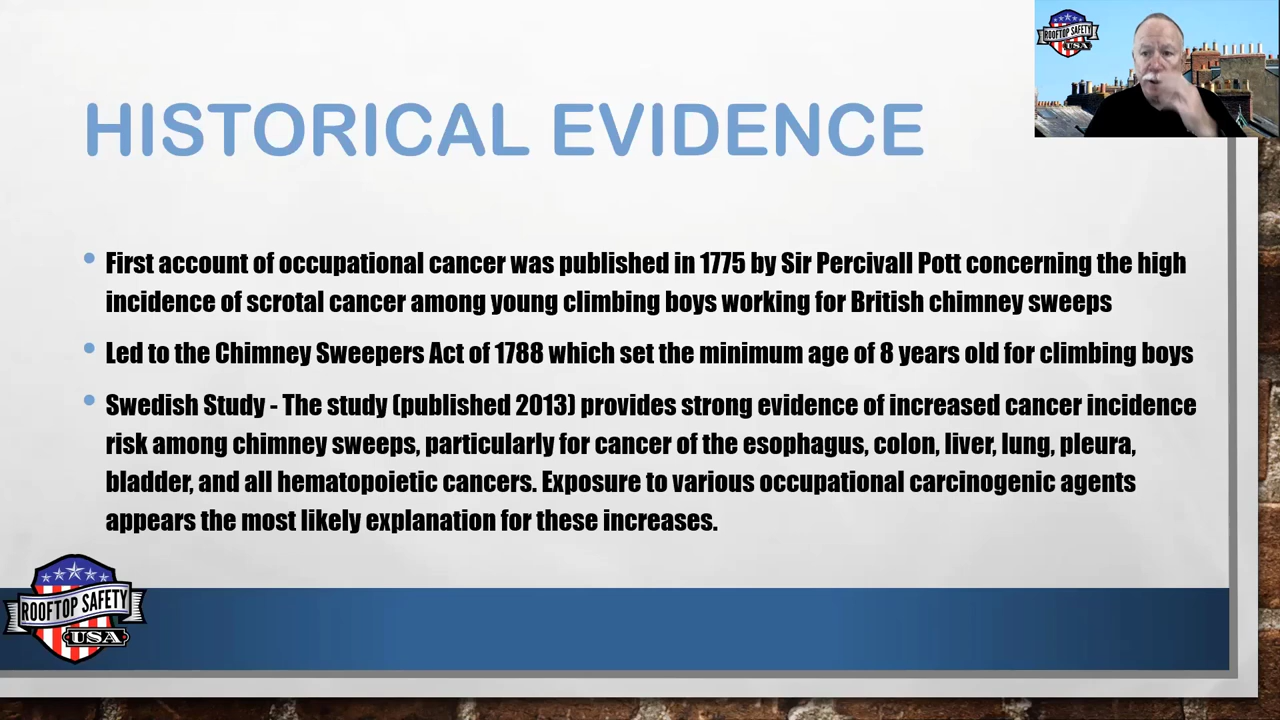 ROOFTOP SAFETY
USA
HISTORICAL EVIDENCE
• First account of occupational cancer was published in 1775 by Sir Percivall Pott concerning the high
incidence of scrotal cancer among young climbing boys working for British chimney sweeps
• Led to the Chimney Sweepers Act of 1788 which set the minimum age of 8 years old for climbing boys
• Swedish Study - The study (published 2013) provides strong evidence of increased cancer incidence
risk among chimney sweeps, particularly for cancer of the esophagus, colon, liver, lung, pleura,
bladder, and all hematopoietic cancers. Exposure to various occupational carcinogenic agents
appears the most likely explanation for these increases.
ROOFTOP SAFETY
USA